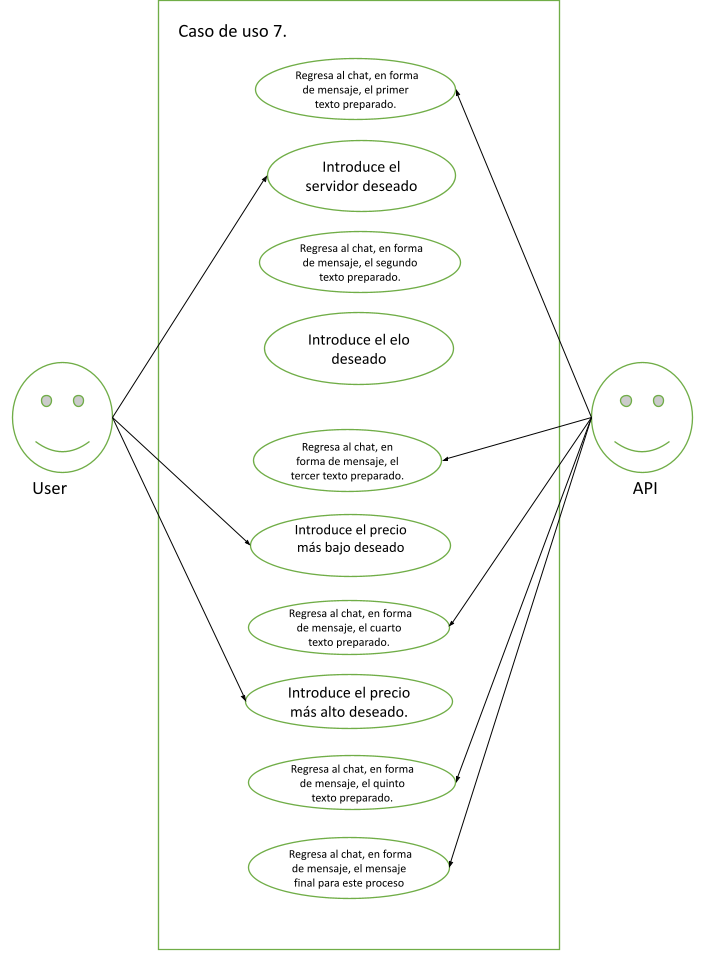 Caso de uso 7.
Regresa al chat, en forma
de mensaje, el primer
texto preparado.
Introduce el
servidor deseado
Regresa al chat, en forma
de mensaje, el segundo
texto preparado.
Introduce el elo
deseado
Regresa al chat, en
forma de mensaje, el
tercer texto preparado.
User
API
Introduce el precio
más bajo deseado
Regresa al chat, en forma
de mensaje, el cuarto
texto preparado.
Introduce el precio
más alto deseado.
Regresa al chat, en forma
de mensaje, el quinto
texto preparado.
Regresa al chat, en forma
de mensaje, el mensaje
final para este proceso